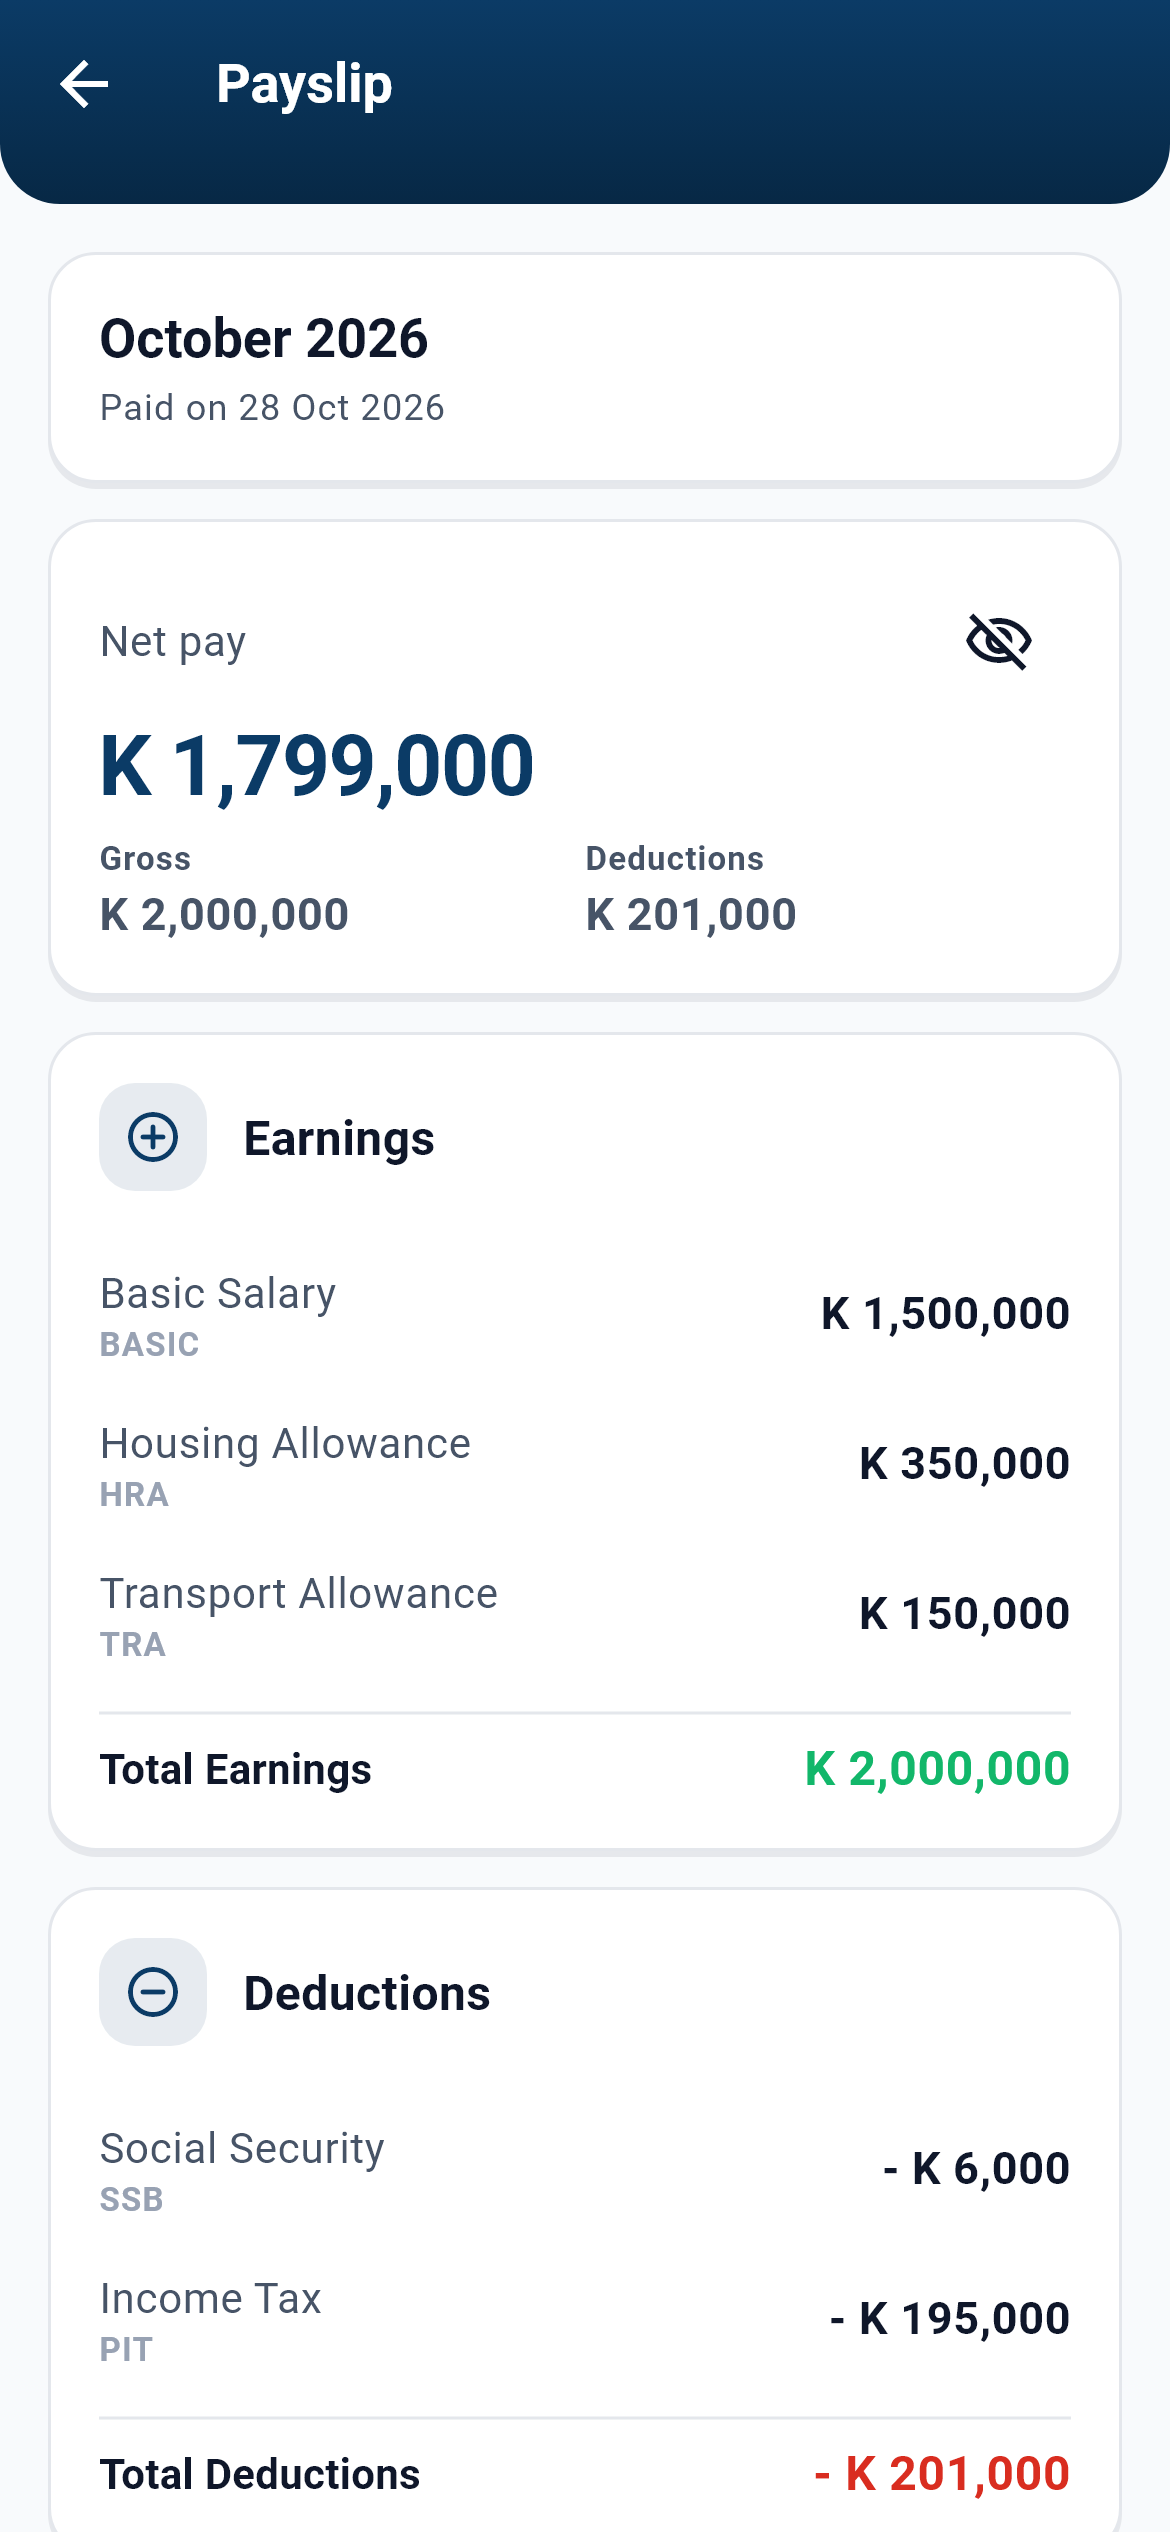 Payslip
October 2026
Paid on 28 Oct 2026
Net pay
K 1,799,000
Gross
Deductions
K 2,000,000
K 201,000
Earnings
Basic Salary
BASIC
K 1,500,000
Housing Allowance
HRA
K 350,000
Transport Allowance
TRA
K 150,000
Total Earnings
K 2,000,000
Deductions
Social Security
SSB
- K 6,000
Income Tax
PIT
- K 195,000
Total Deductions
- K 201,000